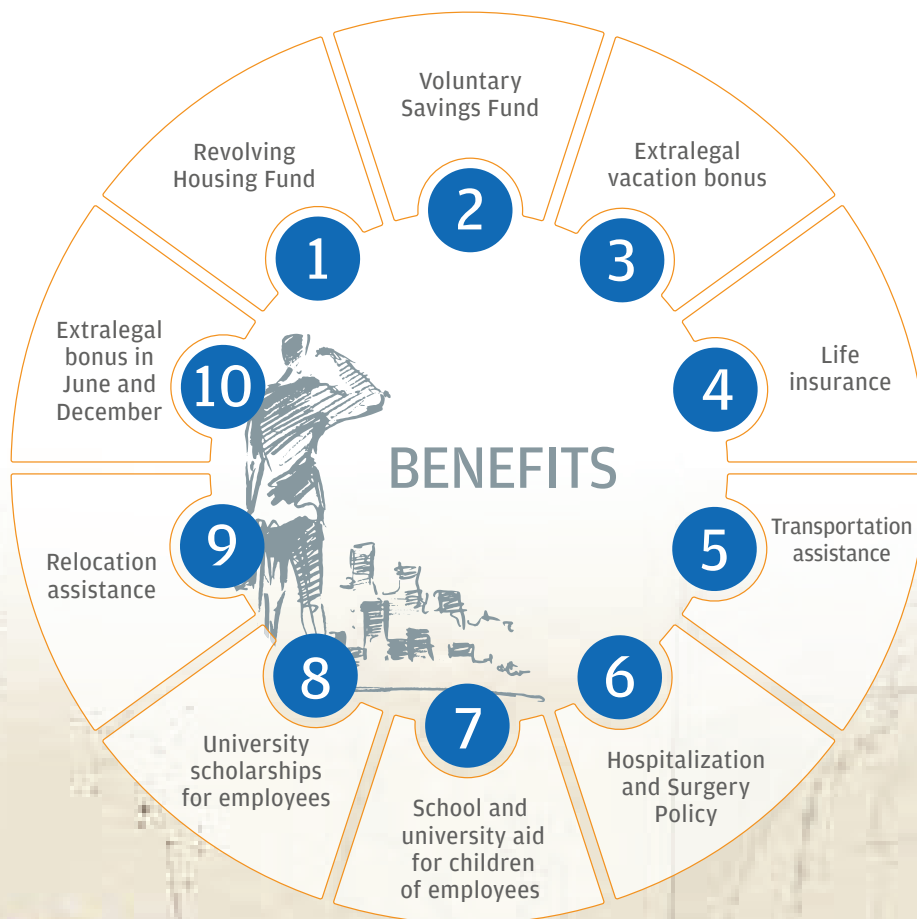 BENEFITS
1
Revolving
Housing Fund
2
Voluntary
Savings Fund
3
Extralegal
vacation bonus
4
Life
insurance
5
Transportation
assistance
6
Hospitalization
and Surgery
Policy
7
School and
university aid
for children
of employees
8
University
scholarships
for employees
9
Relocation
assistance
10
Extralegal
bonus in
June and
December